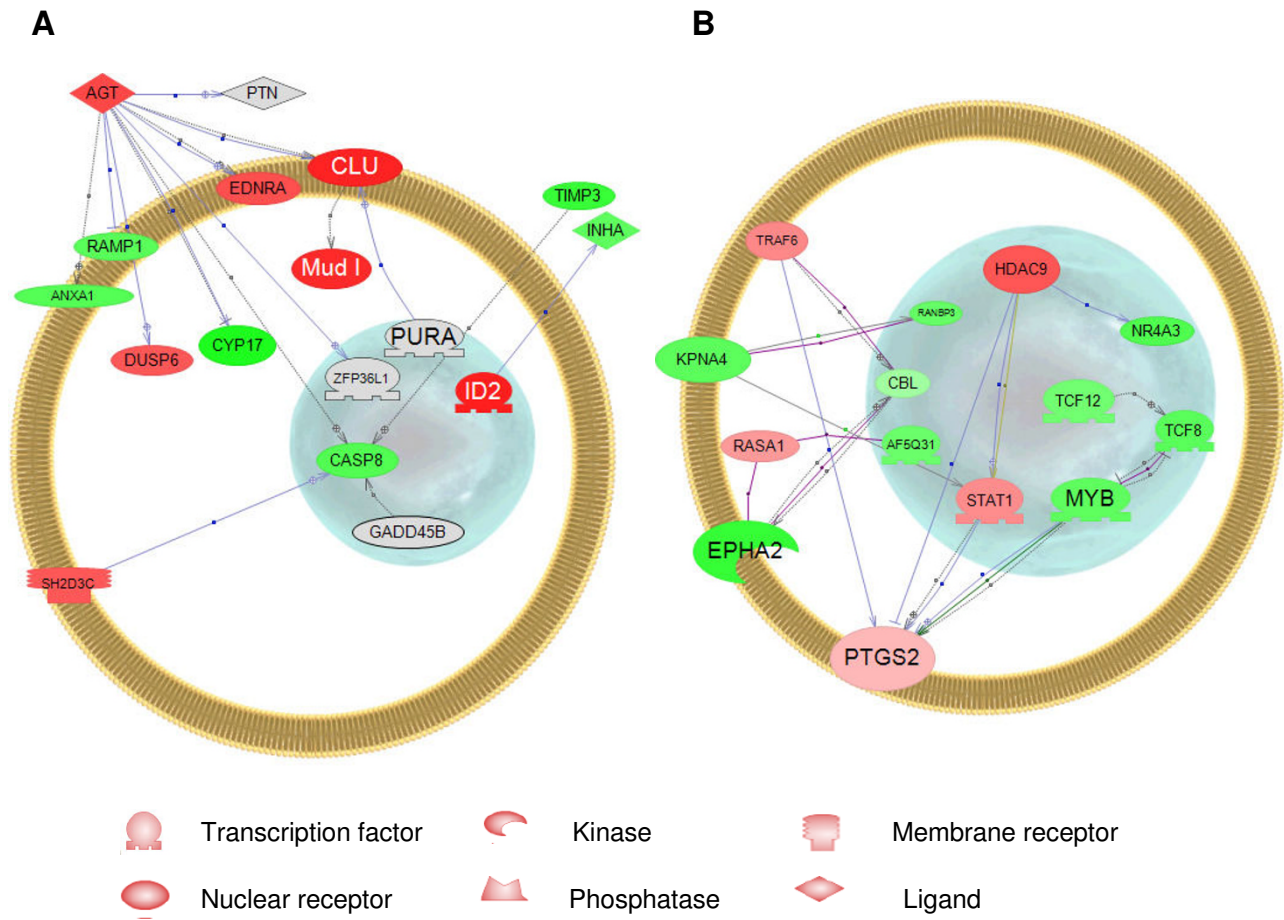 A
B
AGT
PTN
CLU
EDNRA
TIMP3
INHA
RAMP1
Mud I
ANXA1
PURA
DUSP6
CYP17
ZFP36L1
ID2
CASP8
GADD45B
SH2D3C
TRAF6
HDAC9
RANBP3
NR4A3
KPNA4
CBL
TCF12
TCF8
RASA1
AF5Q31
STAT1
MYB
EPHA2
PTGS2
Transcription factor
Kinase
Membrane receptor
Nuclear receptor
Phosphatase
Ligand